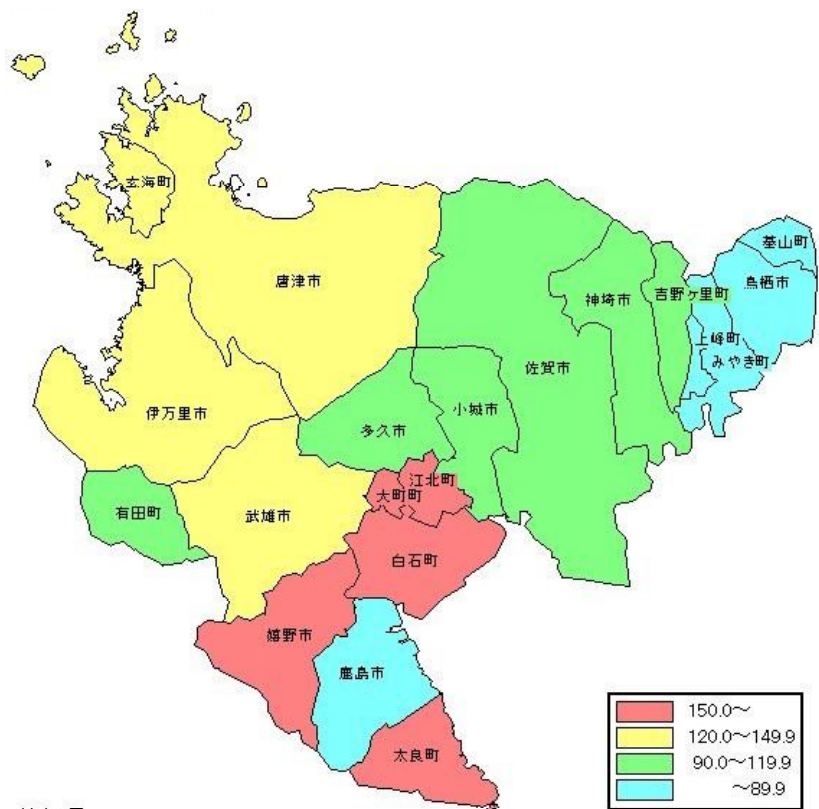 玄海町
唐津市
基山町
鳥栖市
吉野ヶ里町
神埼市
上峰町
みやき町
佐賀市
小城市
伊万里市
多久市
江北町
大町町
有田町
武雄市
白石町
嬉野市
鹿島市
太良町
150.0～
120.0～149.9
90.0～119.9
～89.9